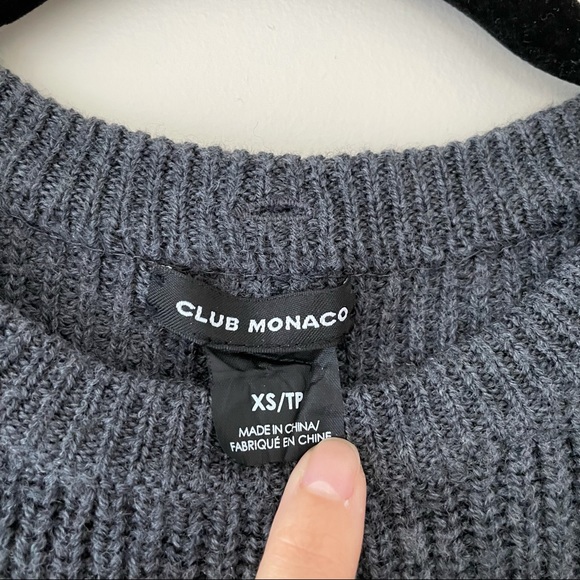 CLUB MONACO
XS/TP
MADE IN CHINA/
FABRIQUÉ EN CHINE